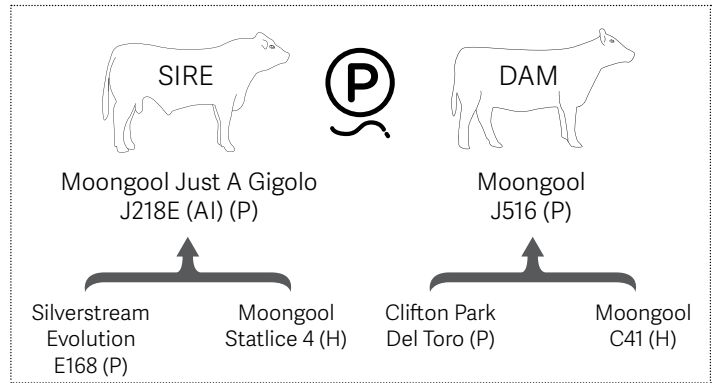 SIRE
P
DAM
Moongool Just A Gigolo
J218E (AI) (P)
Moongool
J516 (P)
Silverstream
Evolution
E168 (P)
Moongool
Statlice 4 (H)
Clifton Park
Del Toro (P)
Moongool
C41 (H)